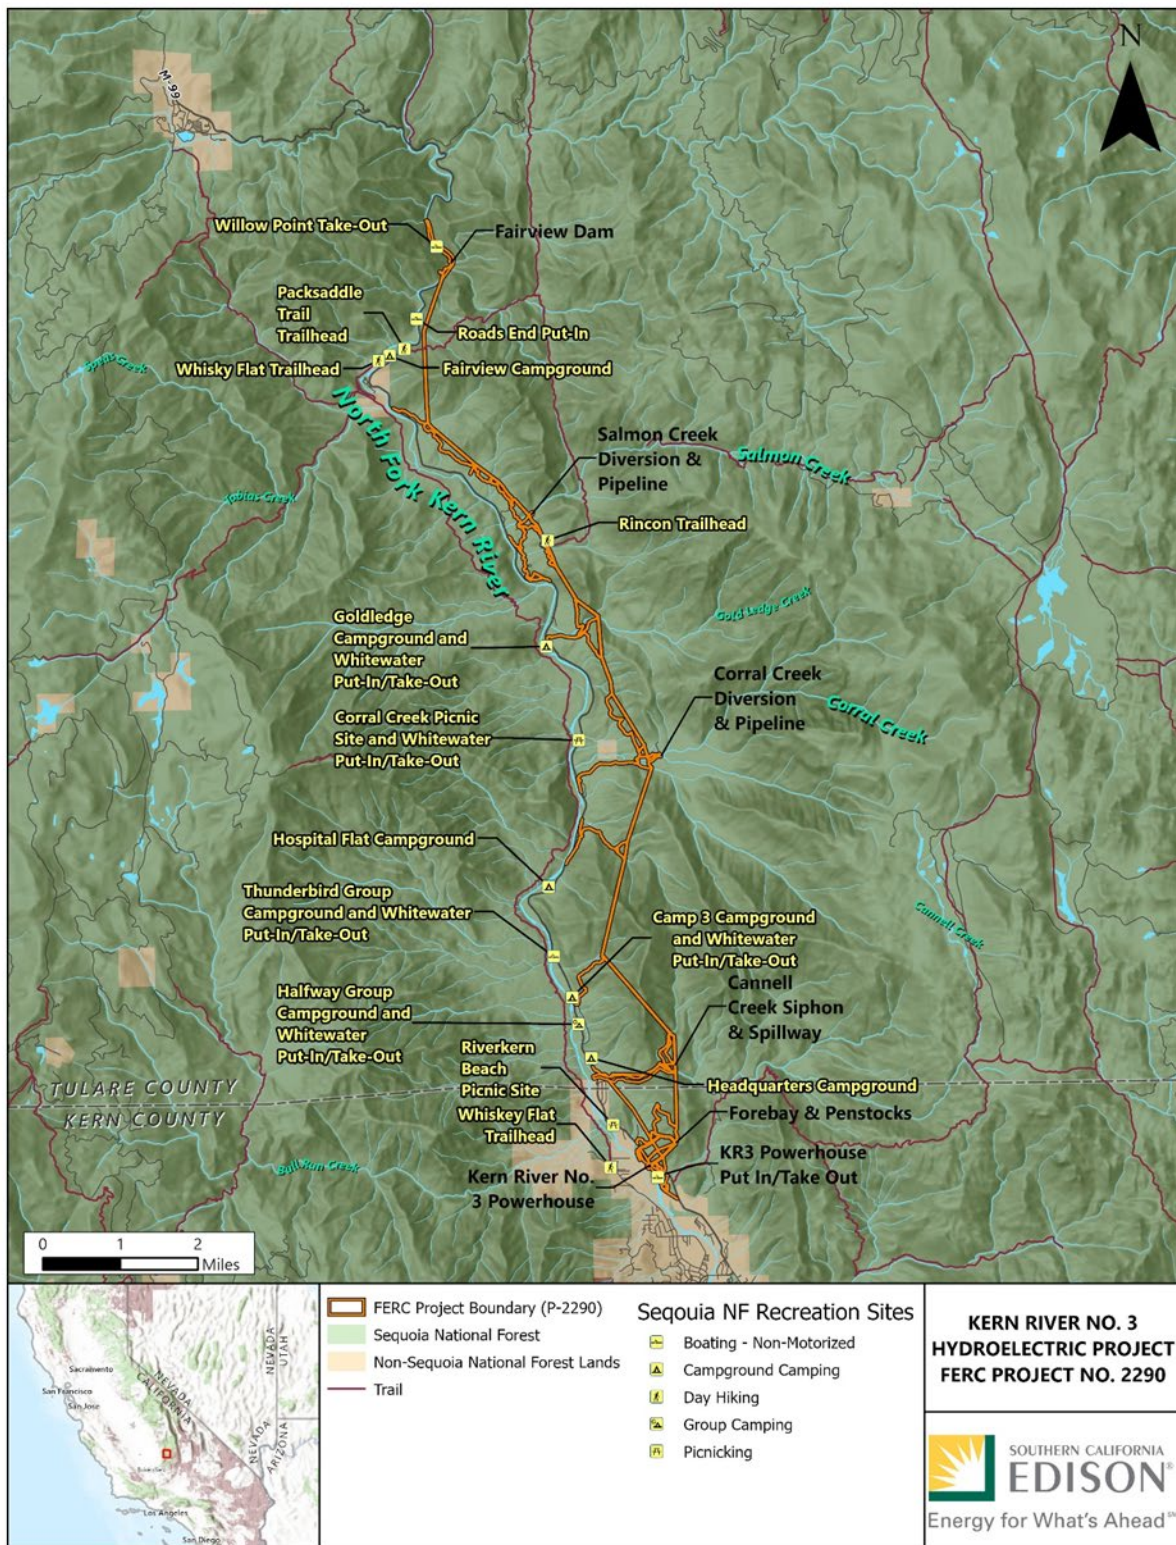 N
M-99
Willow Point Take-Out
Fairview Dam
Packsaddle
Trail
Trailhead
Roads End Put-In
Whisky Flat Trailhead
Fairview Campground
North Fork Kern River
Salmon Creek
Diversion &
Pipeline
Salmon Creek
Tobias Creek
Rincon Trailhead
Goldledge
Campground and
Whitewater
Put-In/Take-Out
Gold Ledge Creek
Corral Creek
Diversion
& Pipeline
Corral Creek
Corral Creek Picnic
Site and Whitewater
Put-In/Take-Out
Hospital Flat Campground
Thunderbird Group
Campground and Whitewater
Put-In/Take-Out
Camp 3 Campground
and Whitewater
Put-In/Take-Out
Cannell Creek
Cannell
Creek Siphon
& Spillway
Halfway Group
Campground and
Whitewater
Put-In/Take-Out
Riverkern
Beach
Picnic Site
Headquarters Campground
TULARE COUNTY
KERN COUNTY
Whiskey Flat
Trailhead
Forebay & Penstocks
Bull Run Creek
Kern River No.
3 Powerhouse
KR3 Powerhouse
Put In/Take Out
0 1 2
Miles
FERC Project Boundary (P-2290)
Sequoia National Forest
Non-Sequoia National Forest Lands
Trail
Seqouia NF Recreation Sites
Boating - Non-Motorized
Campground Camping
Day Hiking
Group Camping
Picnicking
KERN RIVER NO. 3
HYDROELECTRIC PROJECT
FERC PROJECT NO. 2290
SOUTHERN CALIFORNIA
EDISON®
Energy for What's Ahead℠
Sacramento
San Francisco
San Jose
NEVADA
CALIFORNIA
NEVADA
UTAH
NEVADA
ARIZONA
Los Angeles
San Diego